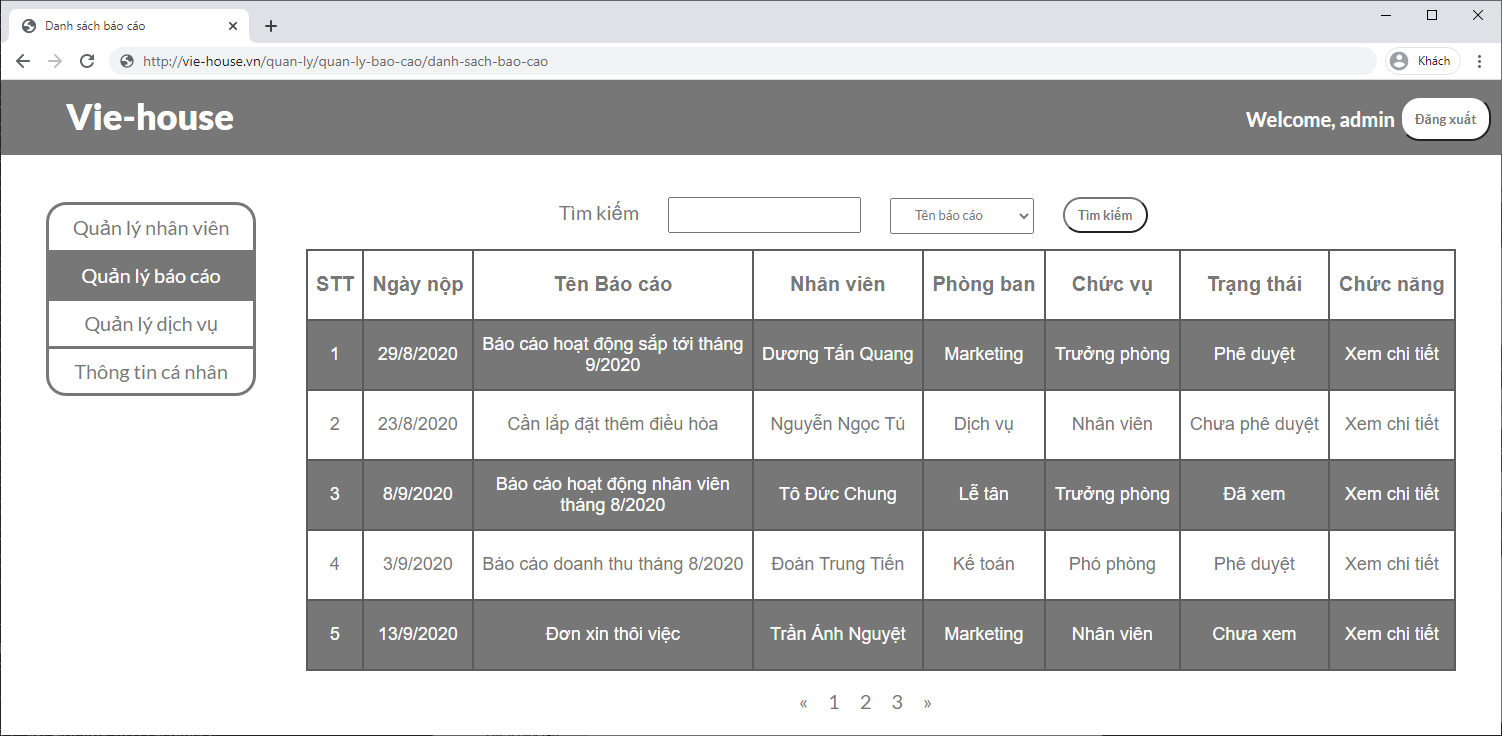 Danh sách báo cáo
http://vie-house.vn/quan-ly/quan-ly-bao-cao/danh-sach-bao-cao
Khách
Vie-house
Welcome, admin
Đăng xuất
Quản lý nhân viên
Quản lý báo cáo
Quản lý dịch vụ
Thông tin cá nhân
Tìm kiếm
Tên báo cáo
Tìm kiếm
STT Ngày nộp Tên Báo cáo Nhân viên Phòng ban Chức vụ Trạng thái Chức năng
1 29/8/2020 Báo cáo hoạt động sắp tới tháng
9/2020 Dương Tấn Quang Marketing Trưởng phòng Phê duyệt Xem chi tiết
2 23/8/2020 Cần lắp đặt thêm điều hòa Nguyễn Ngọc Tú Dịch vụ Nhân viên Chưa phê duyệt Xem chi tiết
3 8/9/2020 Báo cáo hoạt động nhân viên
tháng 8/2020 Tô Đức Chung Lễ tân Trưởng phòng Đã xem Xem chi tiết
4 3/9/2020 Báo cáo doanh thu tháng 8/2020 Đoàn Trung Tiến Kế toán Phó phòng Phê duyệt Xem chi tiết
5 13/9/2020 Đơn xin thôi việc Trần Ánh Nguyệt Marketing Nhân viên Chưa xem Xem chi tiết
« 1 2 3 »